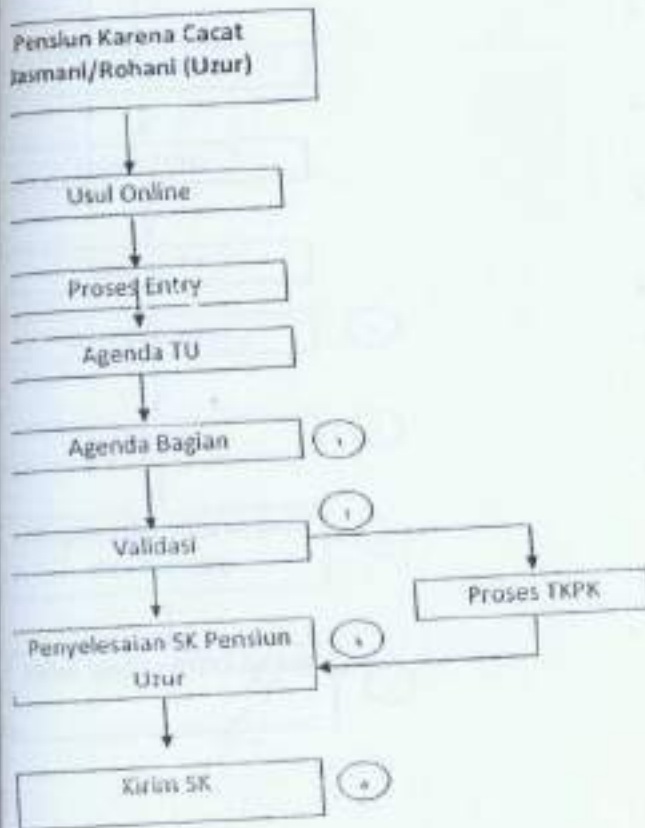 Pensiun Karena Cacat
Jasmani/Rohani (Uzur)
Usul Online
Proses Entry
Agenda TU
Agenda Bagian
Validasi
Proses TKPK
Penyelesaian SK Pensiun
Uzur
Kirim SK